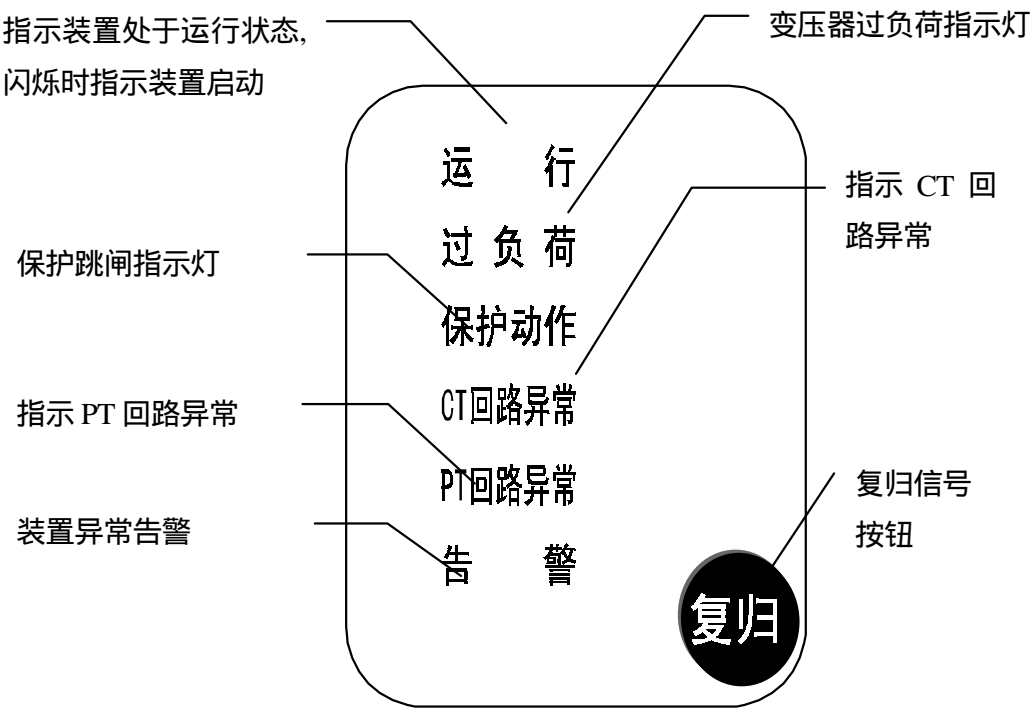 指示装置处于运行状态,
闪烁时指示装置启动
变压器过负荷指示灯
运 行
指示 CT 回
路异常
过负荷
保护跳闸指示灯
保护动作
CT回路异常
指示 PT 回路异常
PT回路异常
复归信号
按钮
装置异常告警
告 警
复归